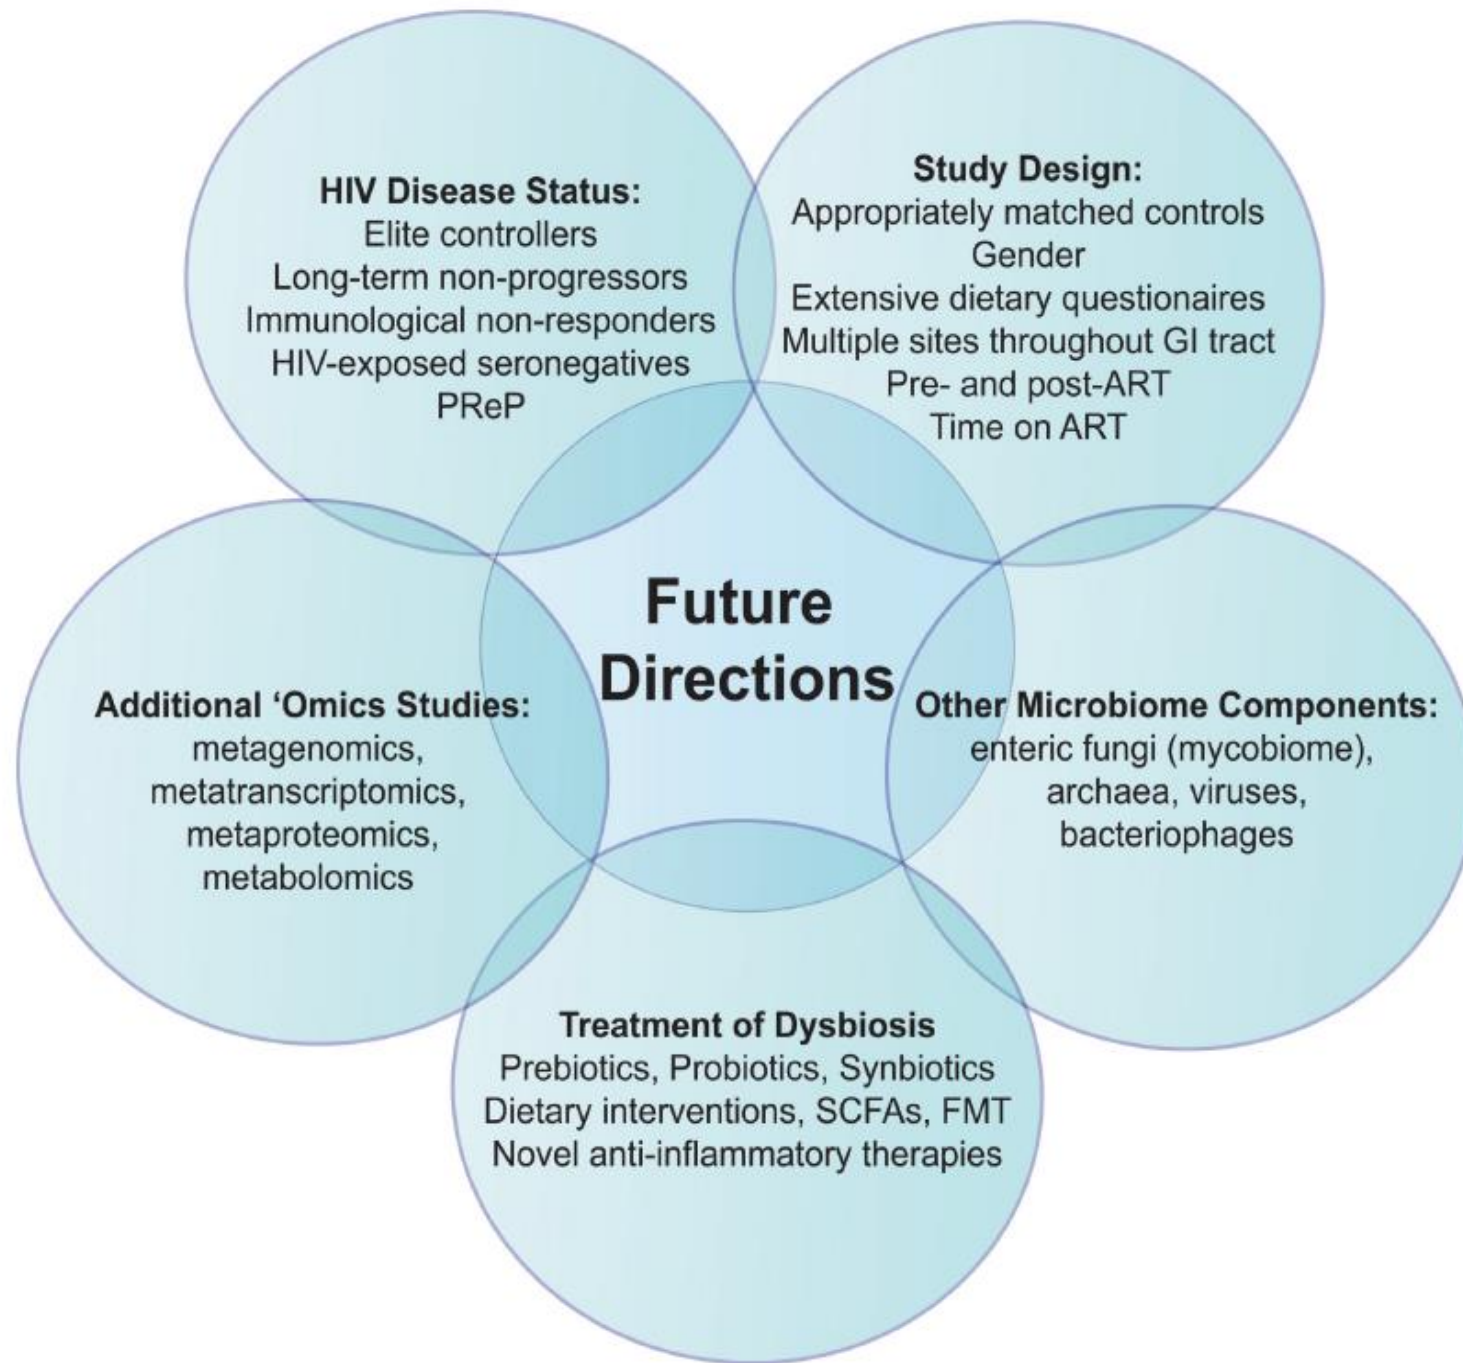 HIV Disease Status:
Elite controllers
Long-term non-progressors
Immunological non-responders
HIV-exposed seronegatives
PReP
Study Design:
Appropriately matched controls
Gender
Extensive dietary questionaires
Multiple sites throughout GI tract
Pre- and post-ART
Time on ART
Future
Directions
Additional ‘Omics Studies:
metagenomics,
metatranscriptomics,
metaproteomics,
metabolomics
Other Microbiome Components:
enteric fungi (mycobiome),
archaea, viruses,
bacteriophages
Treatment of Dysbiosis
Prebiotics, Probiotics, Synbiotics
Dietary interventions, SCFAs, FMT
Novel anti-inflammatory therapies